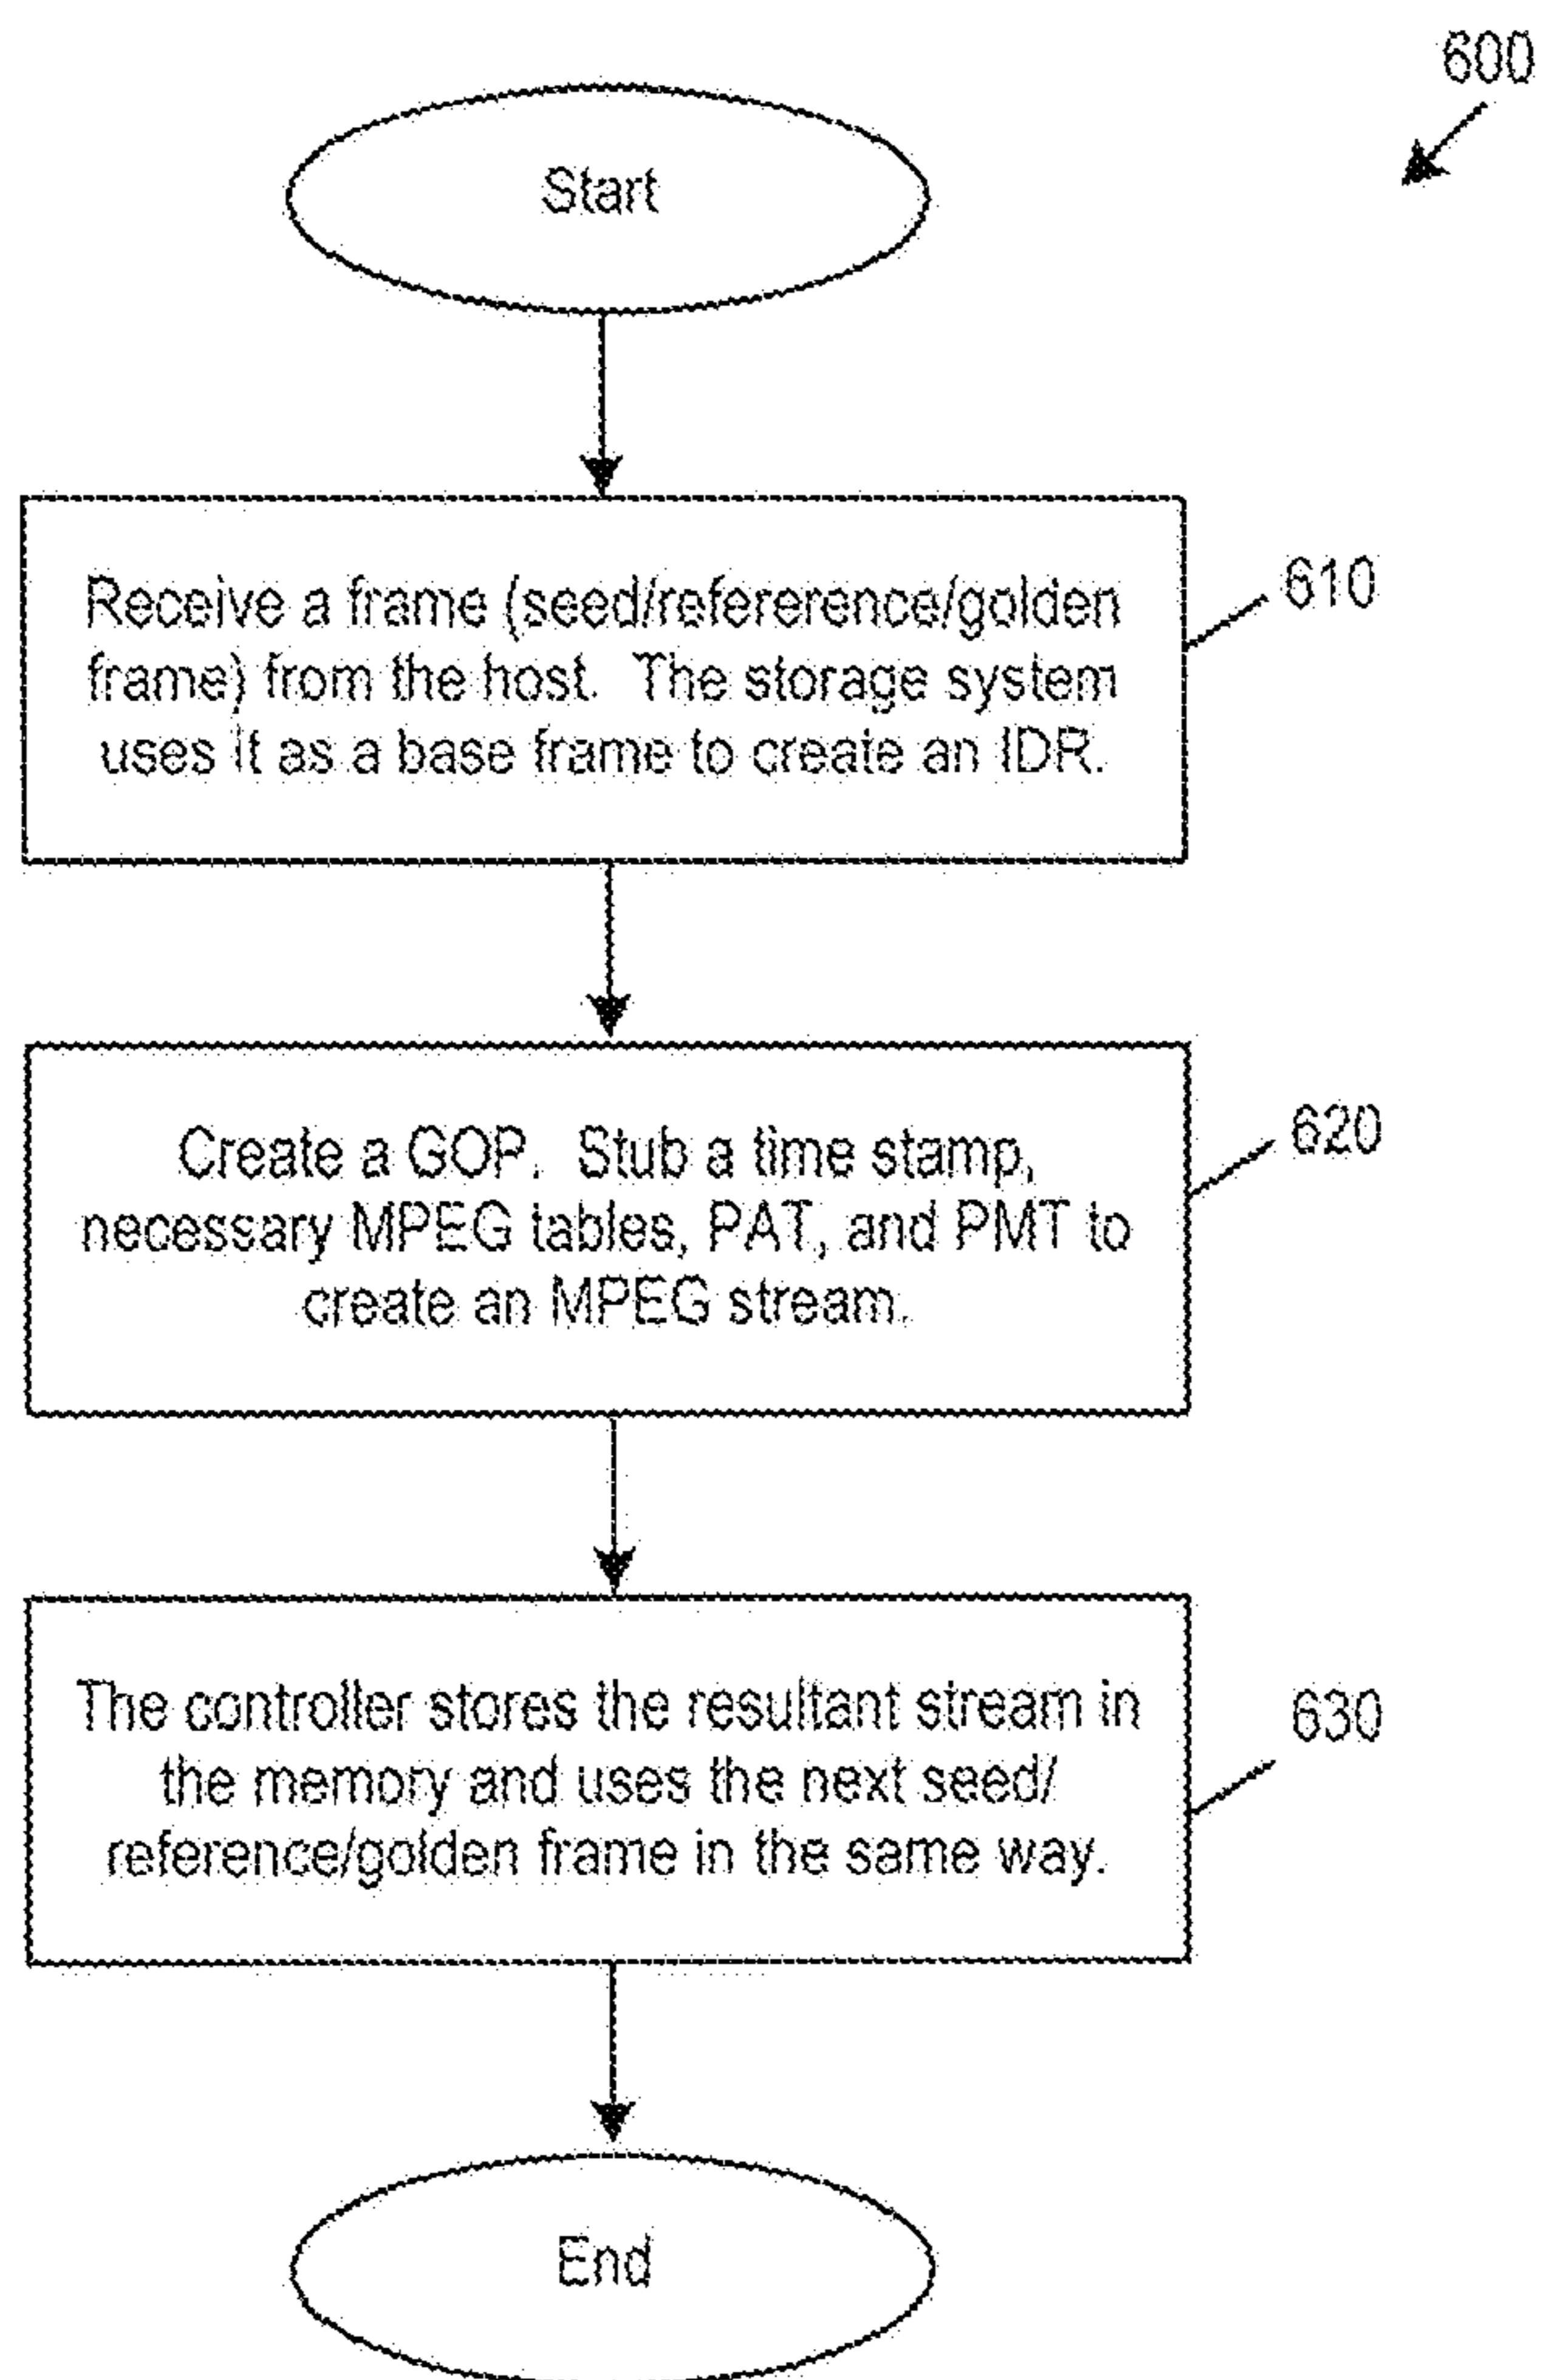 600
Start
Receive a frame (seed/refererence/golden
frame) from the host. The storage system
uses it as a base frame to create an IDR.
610
Create a GOP. Stub a time stamp,
necessary MPEG tables, PAT, and PMT to
create an MPEG stream.
620
The controller stores the resultant stream in
the memory and uses the next seed/
reference/golden frame in the same way.
630
End